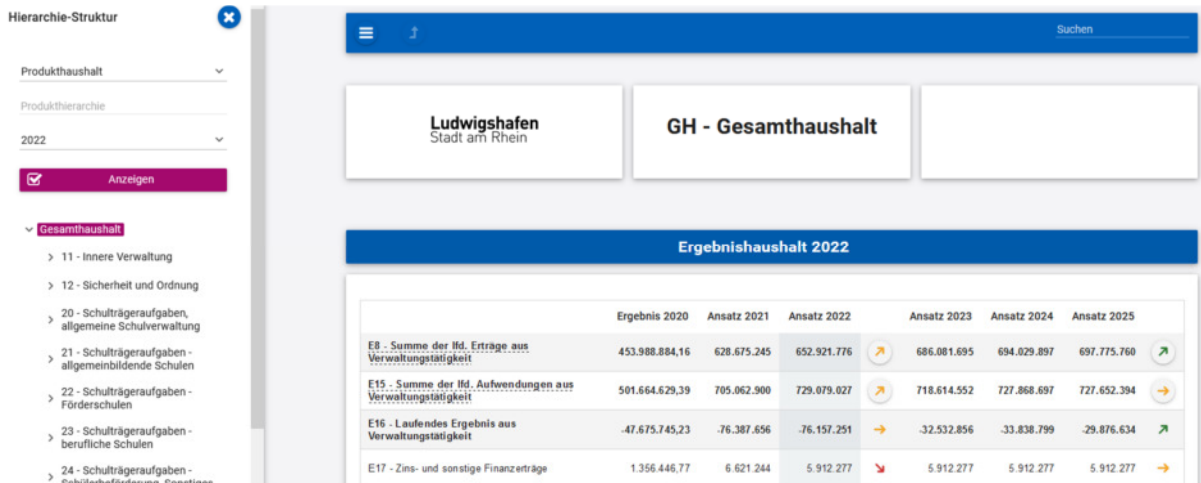 Hierarchie-Struktur
Produkthaushalt
Produkthierarchie
2022
Anzeigen
Gesamthaushalt
11 - Innere Verwaltung
12 - Sicherheit und Ordnung
20 - Schulträgeraufgaben,
allgemeine Schulverwaltung
21 - Schulträgeraufgaben -
allgemeinbildende Schulen
22 - Schulträgeraufgaben -
Förderschulen
23 - Schulträgeraufgaben -
berufliche Schulen
24 - Schulträgeraufgaben -
Schülerbeförderung, Sonstiges
Suchen
Ludwigshafen
Stadt am Rhein
GH - Gesamthaushalt
Ergebnishaushalt 2022
Ergebnis 2020 Ansatz 2021 Ansatz 2022 Ansatz 2023 Ansatz 2024 Ansatz 2025
E8 - Summe der lfd. Erträge aus
Verwaltungstätigkeit 453.988.884,16 628.675.245 652.921.776 686.081.695 694.029.897 697.775.760
E15 - Summe der lfd. Aufwendungen aus
Verwaltungstätigkeit 501.664.629,39 705.062.900 729.079.027 718.614.552 727.868.697 727.652.394
E16 - Laufendes Ergebnis aus
Verwaltungstätigkeit -47.675.745,23 -76.387.656 -76.157.251 -32.532.856 -33.838.799 -29.876.634
E17 - Zins- und sonstige Finanzerträge 1.356.446,77 6.621.244 5.912.277 5.912.277 5.912.277 5.912.277